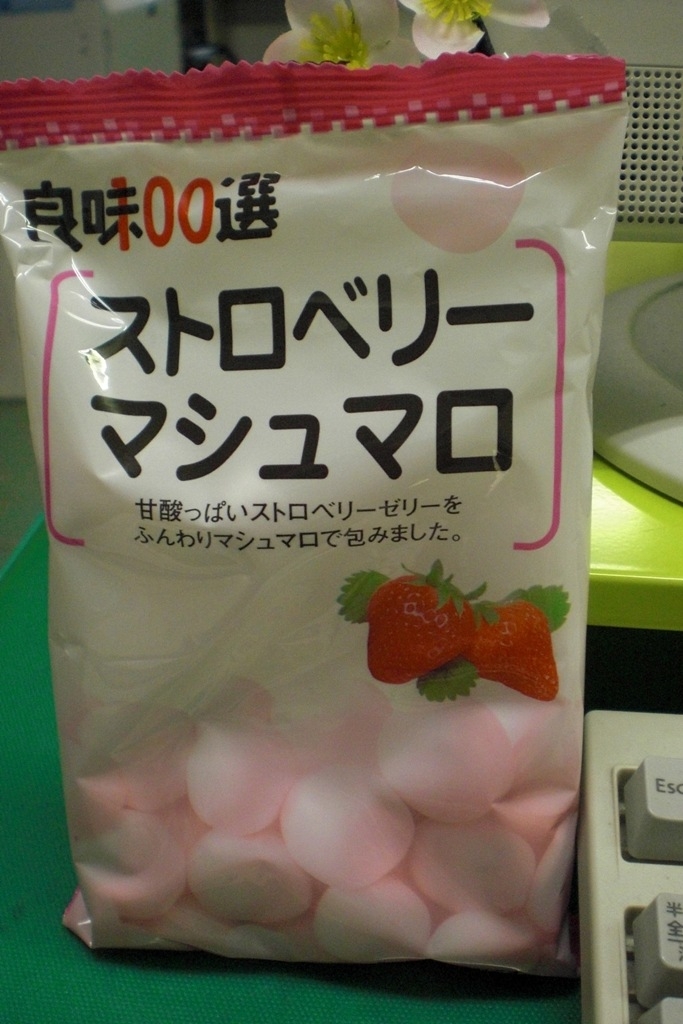 良味100選
ストロベリー
マシュマロ
甘酸っぱいストロベリーゼリーを
ふんわりマシュマロで包みました。
Esc
半
全